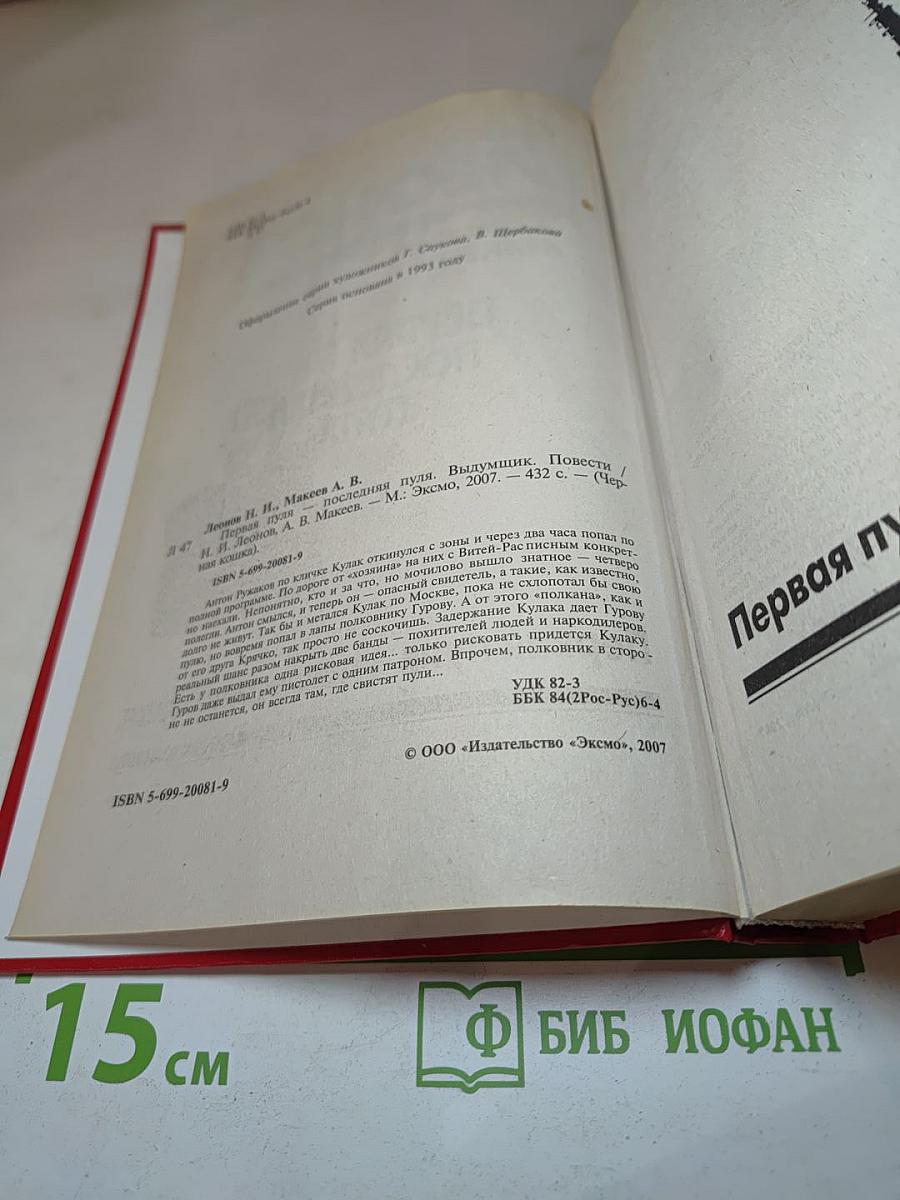 Оформление серии художников Г. Саукова, В. Щербакова
Серия основана в 1993 году
Леонов Н. И., Макеев А. В.
Л 47
Первая пуля — последняя пуля. Выдумщик. Повести /
Н. И. Леонов, А. В. Макеев. — М.: Эксмо, 2007. — 432 с. — (Чер-
ная кошка).
ISBN 5-699-20081-9
Антон Ружаков по кличке Кулак откинулся с зоны и через два часа попал по
полной программе. По дороге от «хозяина» на них с Витей-Расписным конкрет-
но наехали. Непонятно, кто и за что, но мочилово вышло знатное — четверо
полегли. Антон смылся, и теперь он — опасный свидетель, а такие, как известно,
долго не живут. Так бы и метался Кулак по Москве, пока не схлопотал бы свою
пулю, но вовремя попал в лапы полковнику Гурову. А от этого «полкана», как и
от его друга Крячко, так просто не соскочишь. Задержание Кулака дает Гурову
реальный шанс разом накрыть две банды — похитителей людей и наркодилеров.
Есть у полковника одна рисковая идея... только рисковать придется Кулаку.
Гуров даже выдал ему пистолет с одним патроном. Впрочем, полковник в сторо-
не не останется, он всегда там, где свистят пули...
УДК 82-3
ББК 84(2Рос-Рус)6-4
© ООО «Издательство «Эксмо», 2007
ISBN 5-699-20081-9
Первая пу
15 см
Ф БИБ ИОФАН